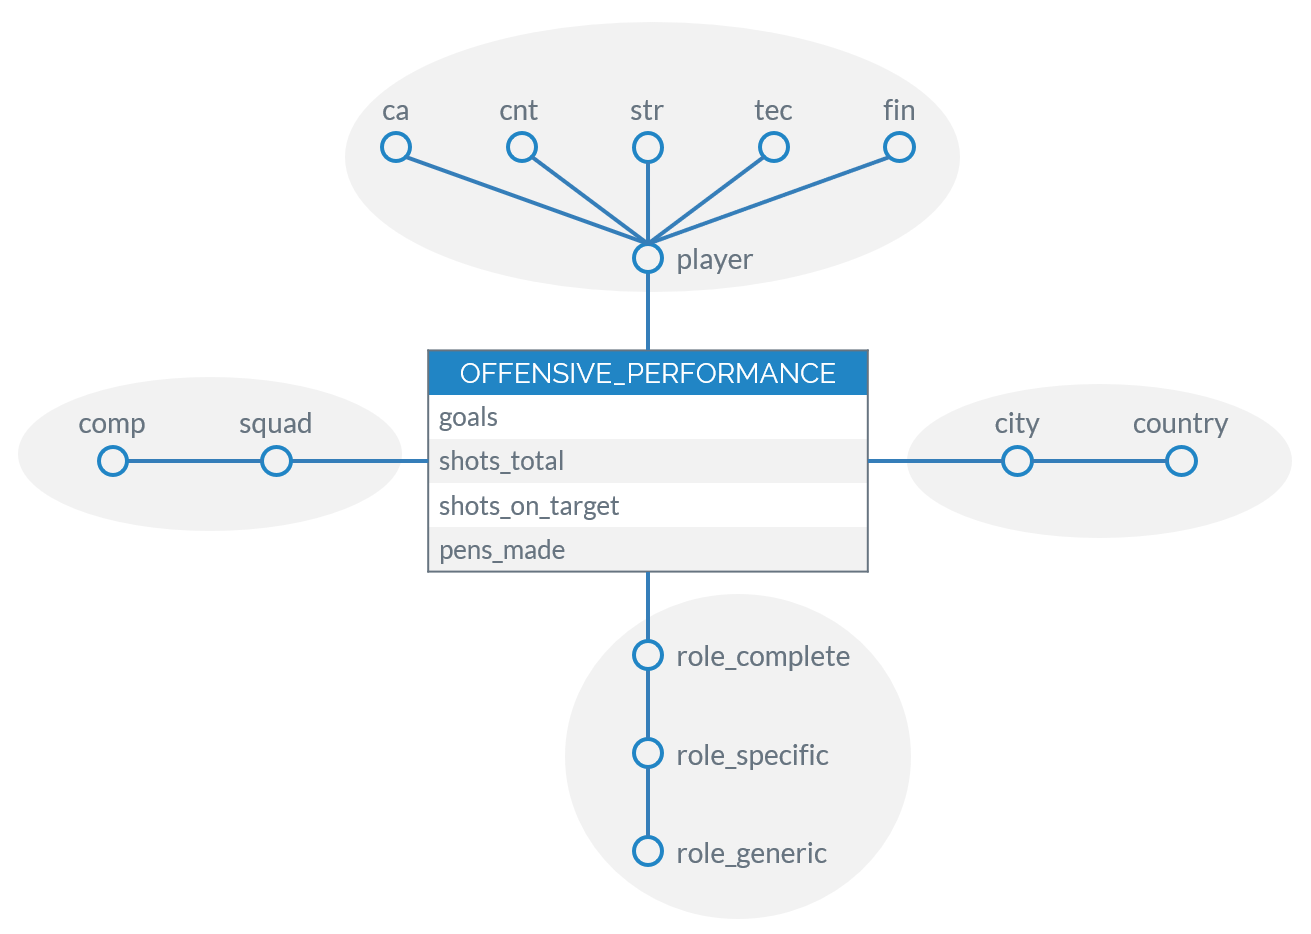 ca cnt str tec fin
player
OFFENSIVE_PERFORMANCE
goals
shots_total
shots_on_target
pens_made
comp squad
city country
role_complete
role_specific
role_generic